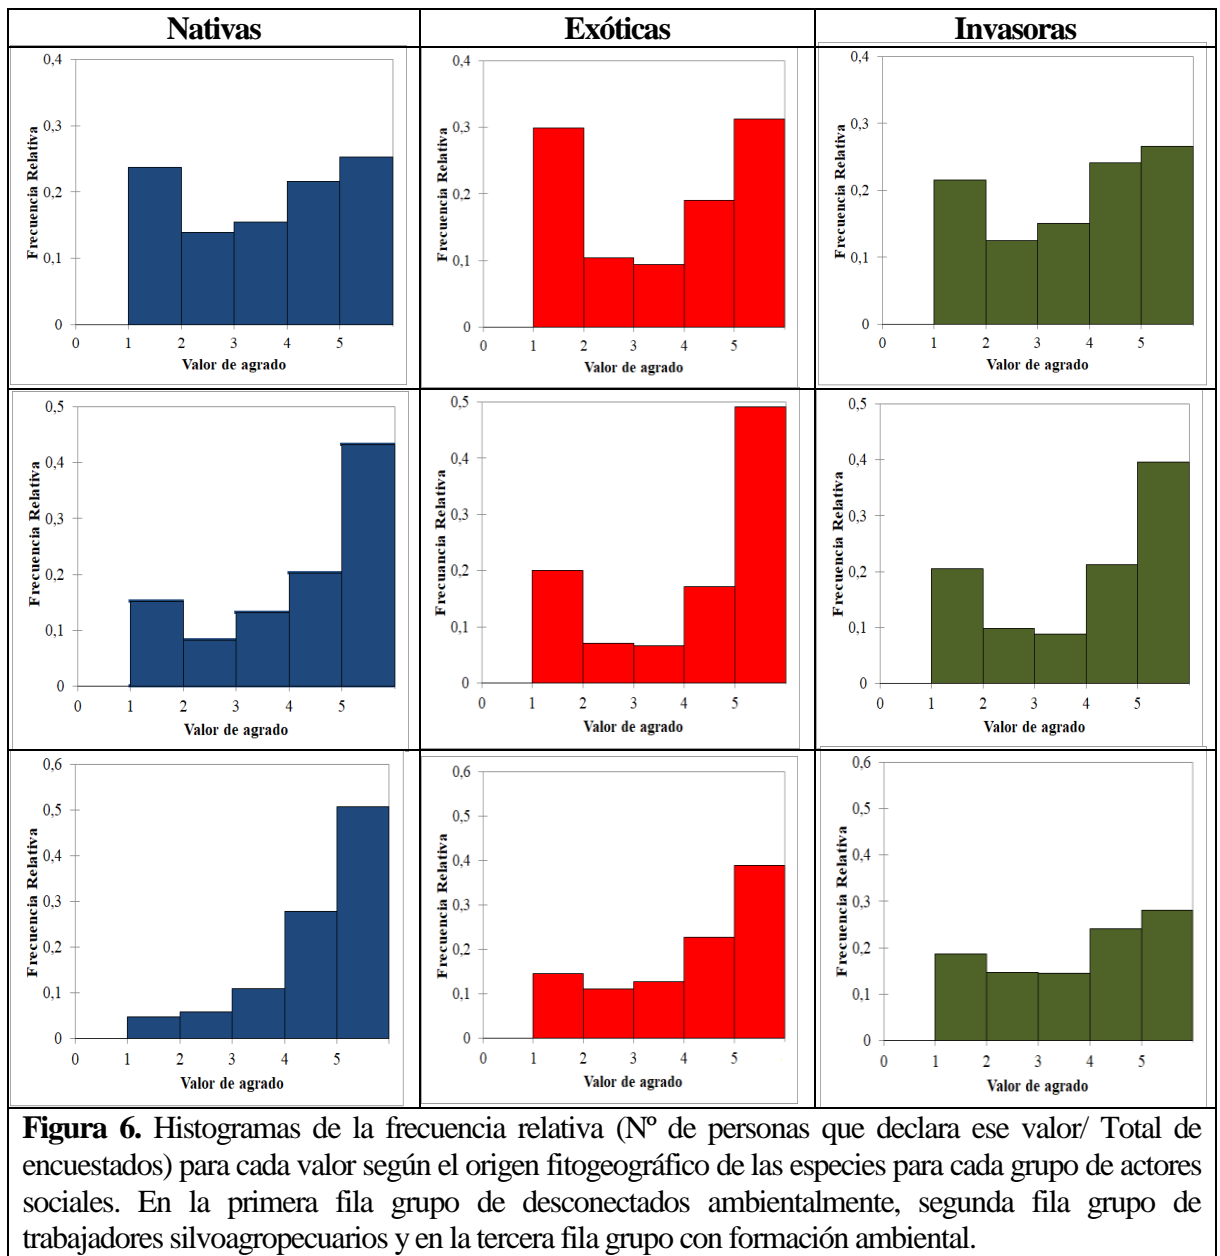 Nativas
Exóticas
Invasoras
0,4
0,3
0,2
0,1
0
Frecuencia Relativa
0 1 2 3 4 5
Valor de agrado
0,4
0,3
0,2
0,1
0
Frecuencia Relativa
0 1 2 3 4 5
Valor de agrado
0,4
0,3
0,2
0,1
0
Frecuencia Relativa
0 1 2 3 4 5
Valor de agrado
0,5
0,4
0,3
0,2
0,1
0
Frecuencia Relativa
0 1 2 3 4 5
Valor de agrado
0,5
0,4
0,3
0,2
0,1
0
Frecuancia Relativa
0 1 2 3 4 5
Valor de agrado
0,5
0,4
0,3
0,2
0,1
0
Frecuencia Relativa
0 1 2 3 4 5
Valor de agrado
0,6
0,5
0,4
0,3
0,2
0,1
0
Frecuencia Relativa
0 1 2 3 4 5
Valor de agrado
0,6
0,5
0,4
0,3
0,2
0,1
0
Frecuencia Relativa
0 1 2 3 4 5
Valor de agrado
0,6
0,5
0,4
0,3
0,2
0,1
0
Frecuencia Relativa
0 1 2 3 4 5
Valor de agrado
Figura 6. Histogramas de la frecuencia relativa (Nº de personas que declara ese valor/ Total de
encuestados) para cada valor según el origen fitogeográfico de las especies para cada grupo de actores
sociales. En la primera fila grupo de desconectados ambientalmente, segunda fila grupo de
trabajadores silvoagropecuarios y en la tercera fila grupo con formación ambiental.